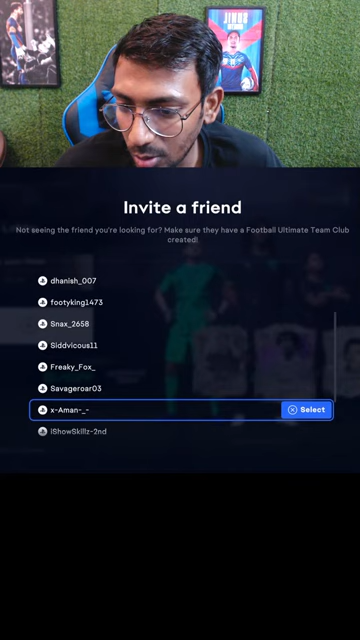 JINKS
Invite a friend
Not seeing the friend you're looking for? Make sure they have a Football Ultimate Team Club
created!
dhanish_007
footyking1473
Snax_2658
Siddvicous11
Freaky_Fox_
Savageroar03
x-Aman-_-
Select
iShowSkillz-2nd